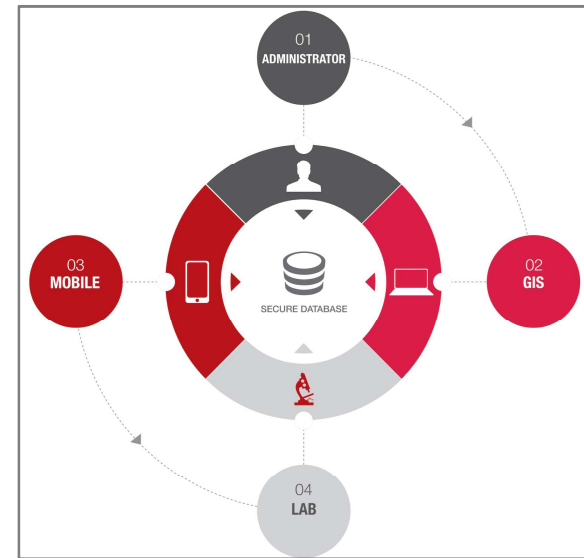 01
ADMINISTRATOR
02
GIS
03
MOBILE
SECURE DATABASE
04
LAB